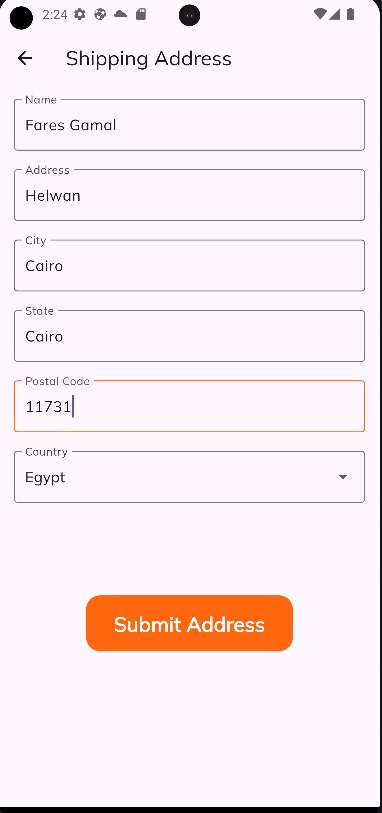 2:24
Shipping Address
Name
Fares Gamal
Address
Helwan
City
Cairo
State
Cairo
Postal Code
11731
Country
Egypt
Submit Address